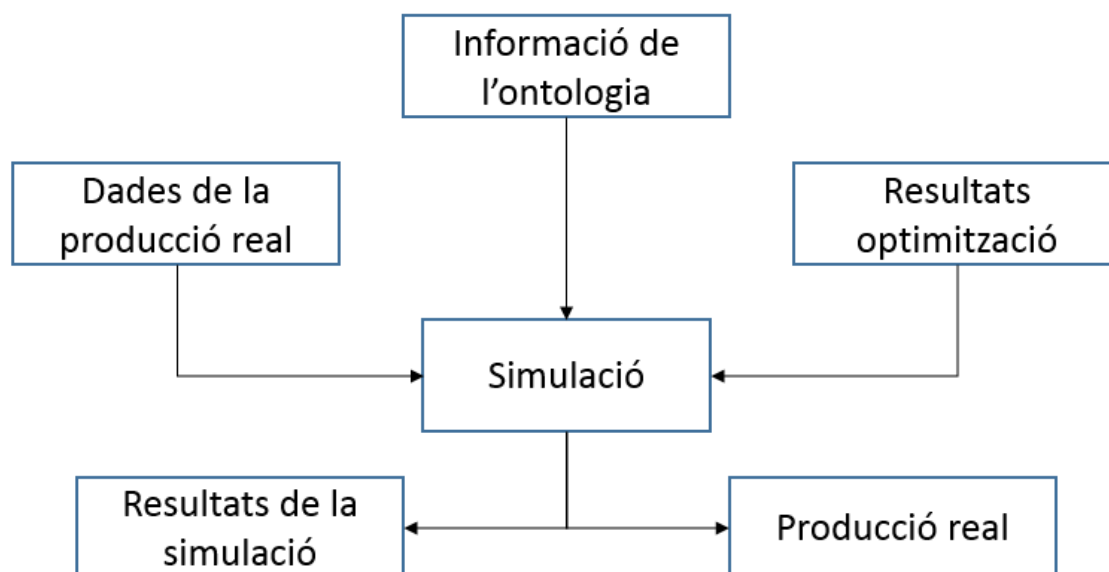 Informació de
l’ontologia
Dades de la
producció real
Resultats
optimització
Simulació
Resultats de la
simulació
Producció real